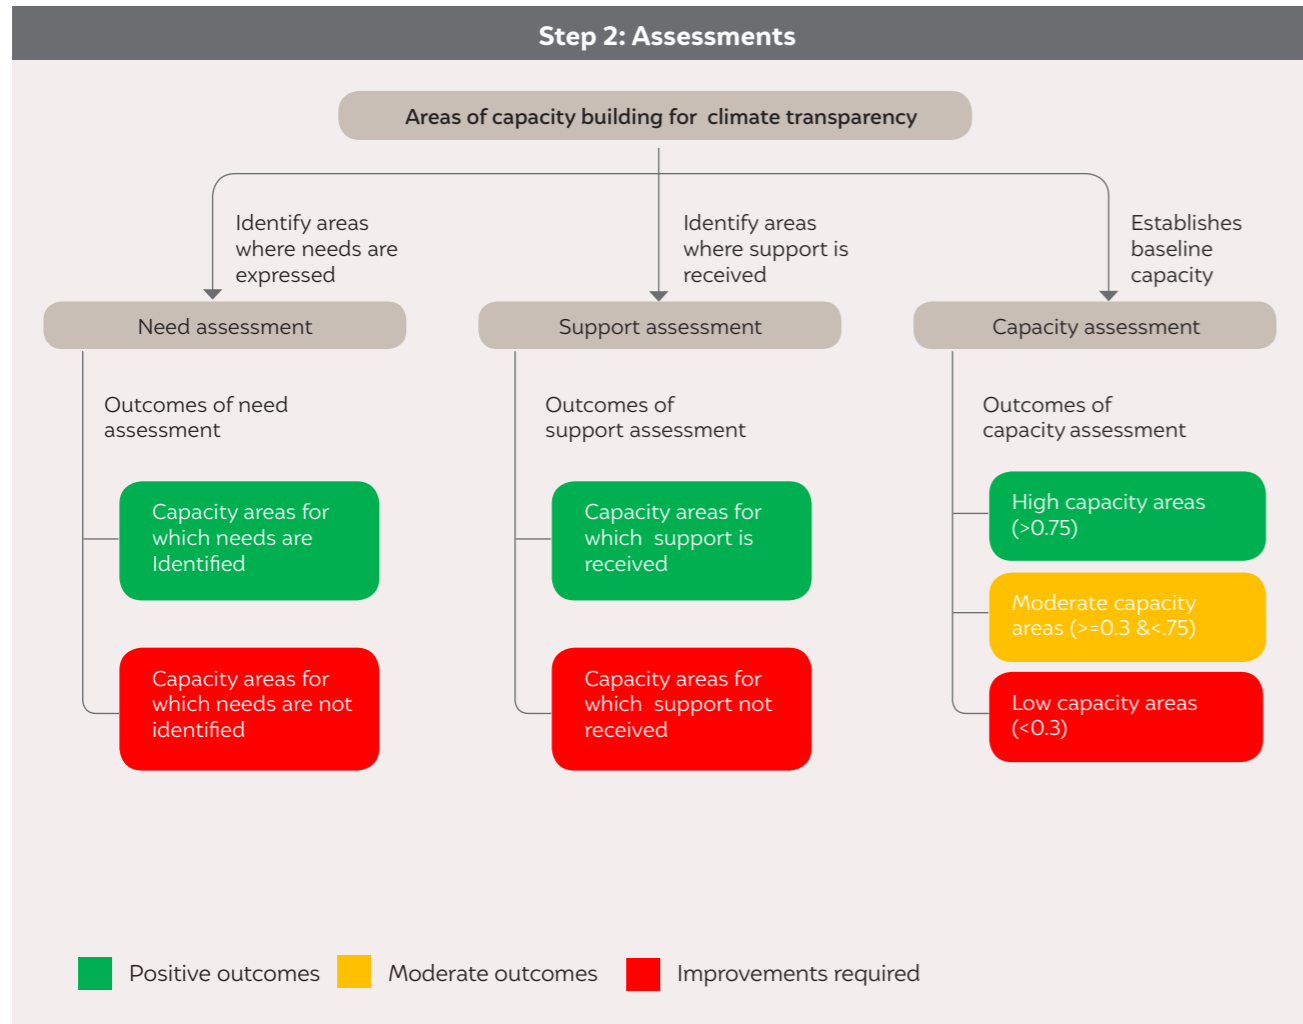 Step 2: Assessments
Areas of capacity building for climate transparency
Identify areas
where needs are
expressed
Identify areas
where support is
received
Establishes
baseline
capacity
Need assessment
Support assessment
Capacity assessment
Outcomes of need
assessment
Outcomes of
support assessment
Outcomes of
capacity assessment
Capacity areas for
which needs are
Identified
Capacity areas for
which support is
received
High capacity areas
(>0.75)
Moderate capacity
areas (>=0.3 &<.75)
Capacity areas for
which needs are not
identified
Capacity areas for
which support not
received
Low capacity areas
(<0.3)
Positive outcomes
Moderate outcomes
Improvements required